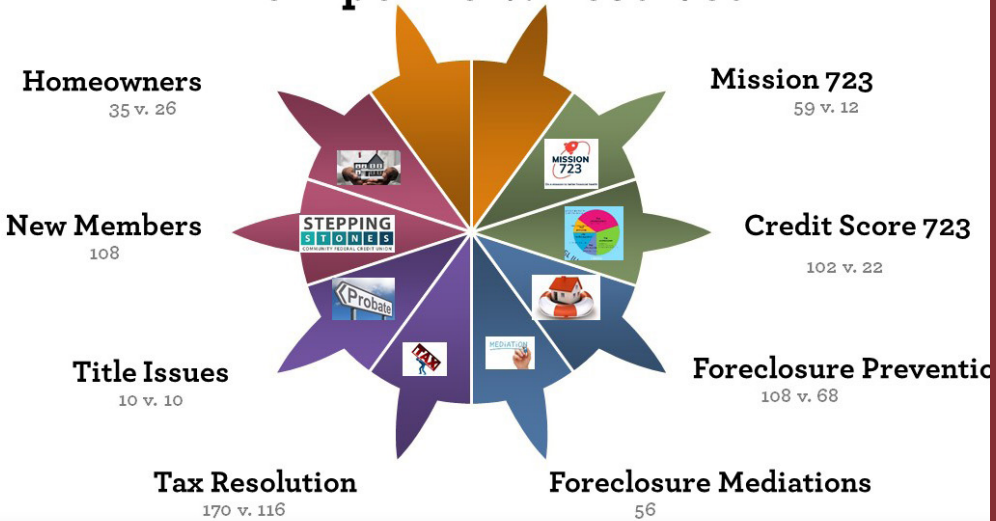 Homeowners
35 v. 26
Mission 723
59 v. 12
MISSION
723
New Members
108
STEPPING
STONES
COMMUNITY FEDERAL CREDIT UNION
Credit Score 723
102 v. 22
Probate
Title Issues
10 v. 10
TAX
MEDIATION
Foreclosure Preventio
108 v. 68
Tax Resolution
170 v. 116
Foreclosure Mediations
56